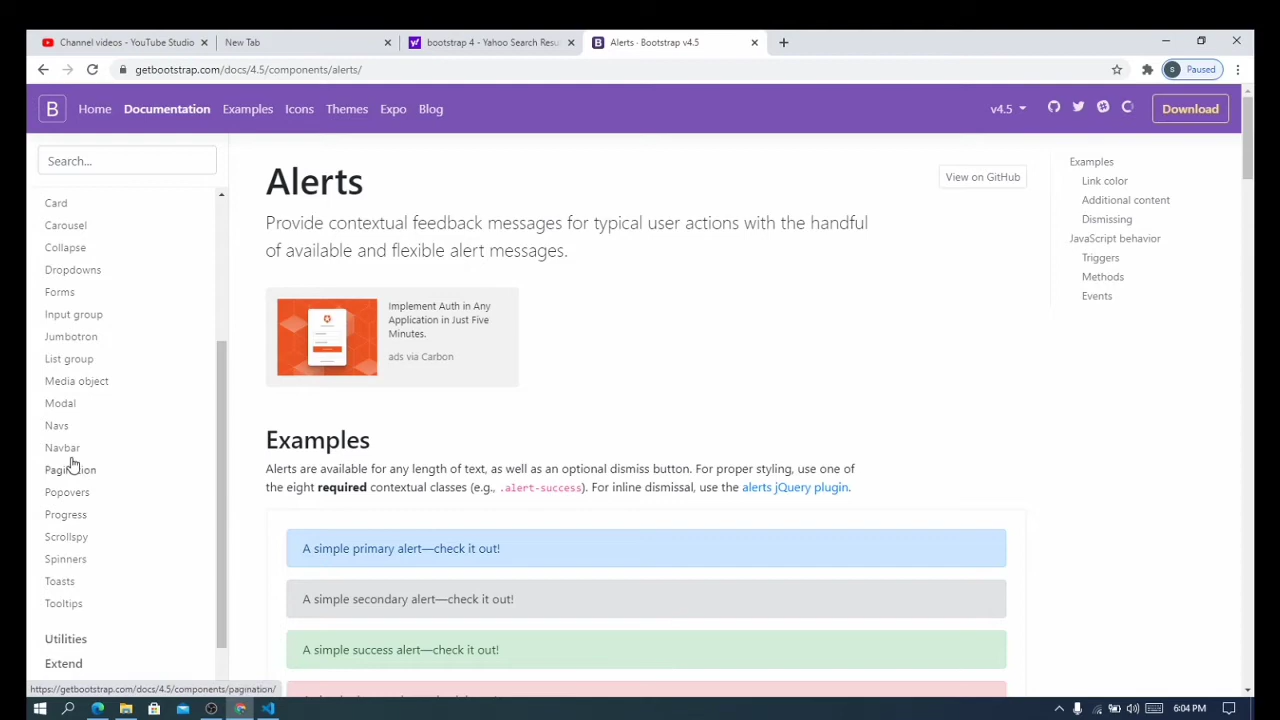 Channel videos - YouTube Studio
New Tab
bootstrap 4 - Yahoo Search Resu
Alerts · Bootstrap v4.5
getbootstrap.com/docs/4.5/components/alerts/
S Paused
B Home Documentation Examples Icons Themes Expo Blog v4.5 Download
Search...
Card
Carousel
Collapse
Dropdowns
Forms
Input group
Jumbotron
List group
Media object
Modal
Navs
Navbar
Pagination
Popovers
Progress
Scrollspy
Spinners
Toasts
Tooltips
Utilities
Extend
https://getbootstrap.com/docs/4.5/components/pagination/
Alerts
View on GitHub
Provide contextual feedback messages for typical user actions with the handful
of available and flexible alert messages.
Implement Auth in Any
Application in Just Five
Minutes.
ads via Carbon
Examples
Alerts are available for any length of text, as well as an optional dismiss button. For proper styling, use one of
the eight required contextual classes (e.g., .alert-success). For inline dismissal, use the alerts jQuery plugin.
A simple primary alert—check it out!
A simple secondary alert—check it out!
A simple success alert—check it out!
Examples
Link color
Additional content
Dismissing
JavaScript behavior
Triggers
Methods
Events
6:04 PM